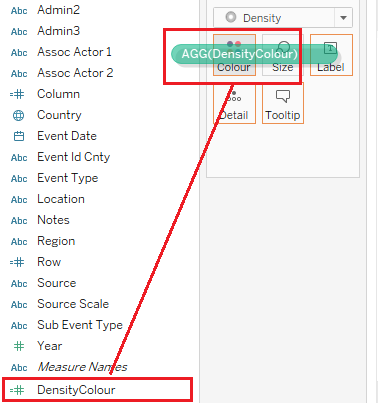 Abc Admin2
Abc Admin3
Abc Assoc Actor 1
Abc Assoc Actor 2
=# Column
Country
Event Date
Abc Event Id Cnty
Abc Event Type
Abc Location
Abc Notes
Abc Region
=# Row
Abc Source
Abc Source Scale
Abc Sub Event Type
# Year
Abc Measure Names
=# DensityColour
Density
AGG(DensityColour)
Colour Size Label
T
Detail Tooltip